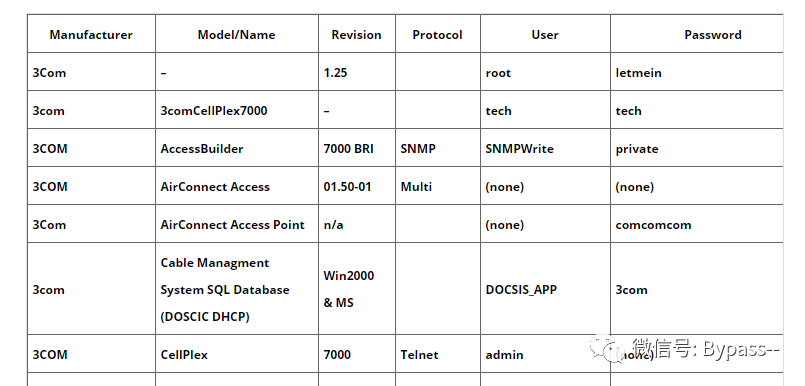 Manufacturer Model/Name Revision Protocol User Password
3Com – 1.25 root letmein
3com 3comCellPlex7000 – tech tech
3COM AccessBuilder 7000 BRI SNMP SNMPWrite private
3COM AirConnect Access 01.50-01 Multi (none) (none)
3Com AirConnect Access Point n/a (none) comcomcom
Cable Managment
3com System SQL Database Win2000 DOCSIS_APP 3com
(DOSCIC DHCP) & MS
3COM CellPlex 7000 Telnet admin (none)
微信号: Bypass--